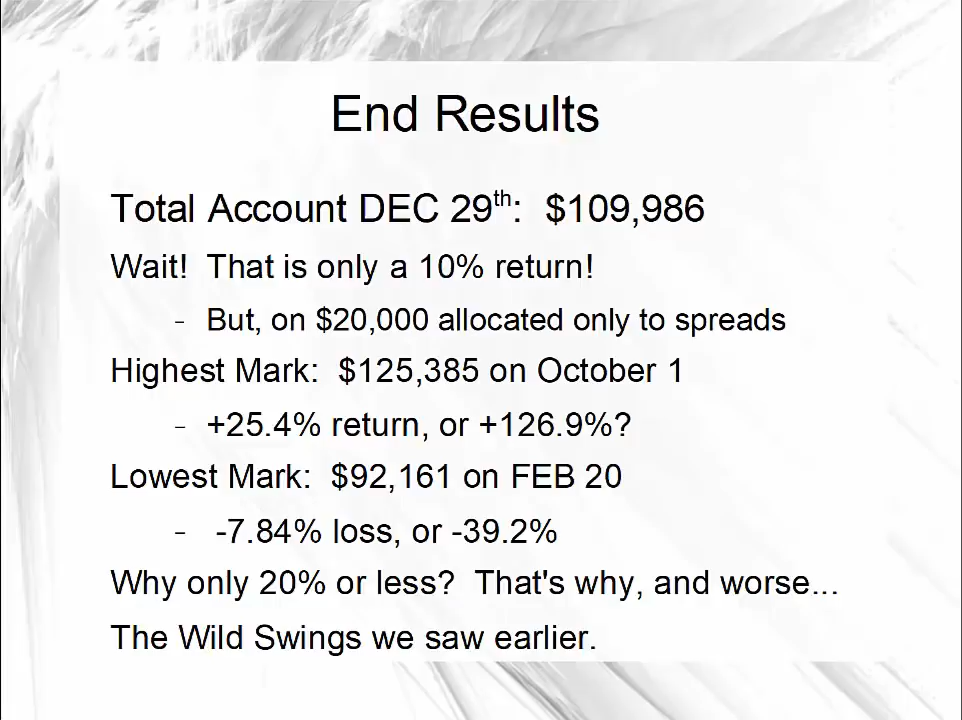 End Results
Total Account DEC 29th: $109,986
Wait! That is only a 10% return!
- But, on $20,000 allocated only to spreads
Highest Mark: $125,385 on October 1
- +25.4% return, or +126.9%?
Lowest Mark: $92,161 on FEB 20
- -7.84% loss, or -39.2%
Why only 20% or less? That's why, and worse...
The Wild Swings we saw earlier.